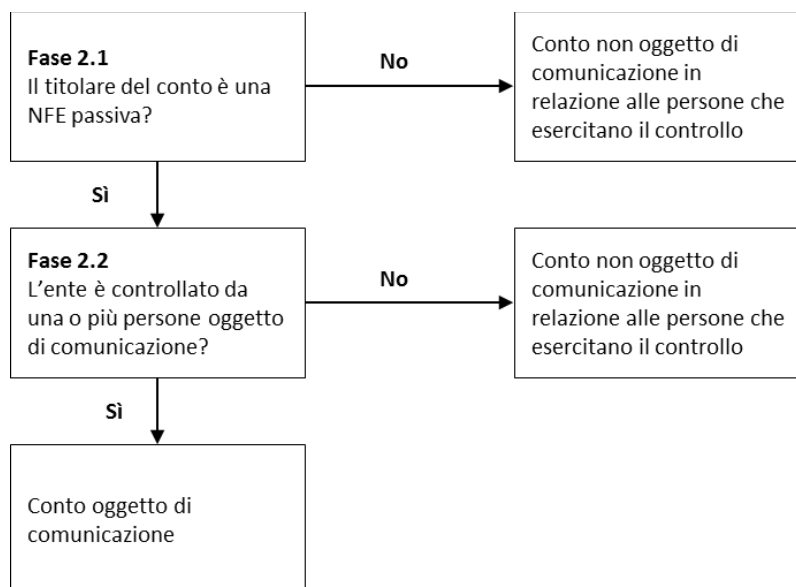 Fase 2.1
Il titolare del conto è una
NFE passiva?
No
Conto non oggetto di
comunicazione in
relazione alle persone che
esercitano il controllo
Sì
Fase 2.2
L'ente è controllato da
una o più persone oggetto
di comunicazione?
No
Conto non oggetto di
comunicazione in
relazione alle persone che
esercitano il controllo
Sì
Conto oggetto di
comunicazione